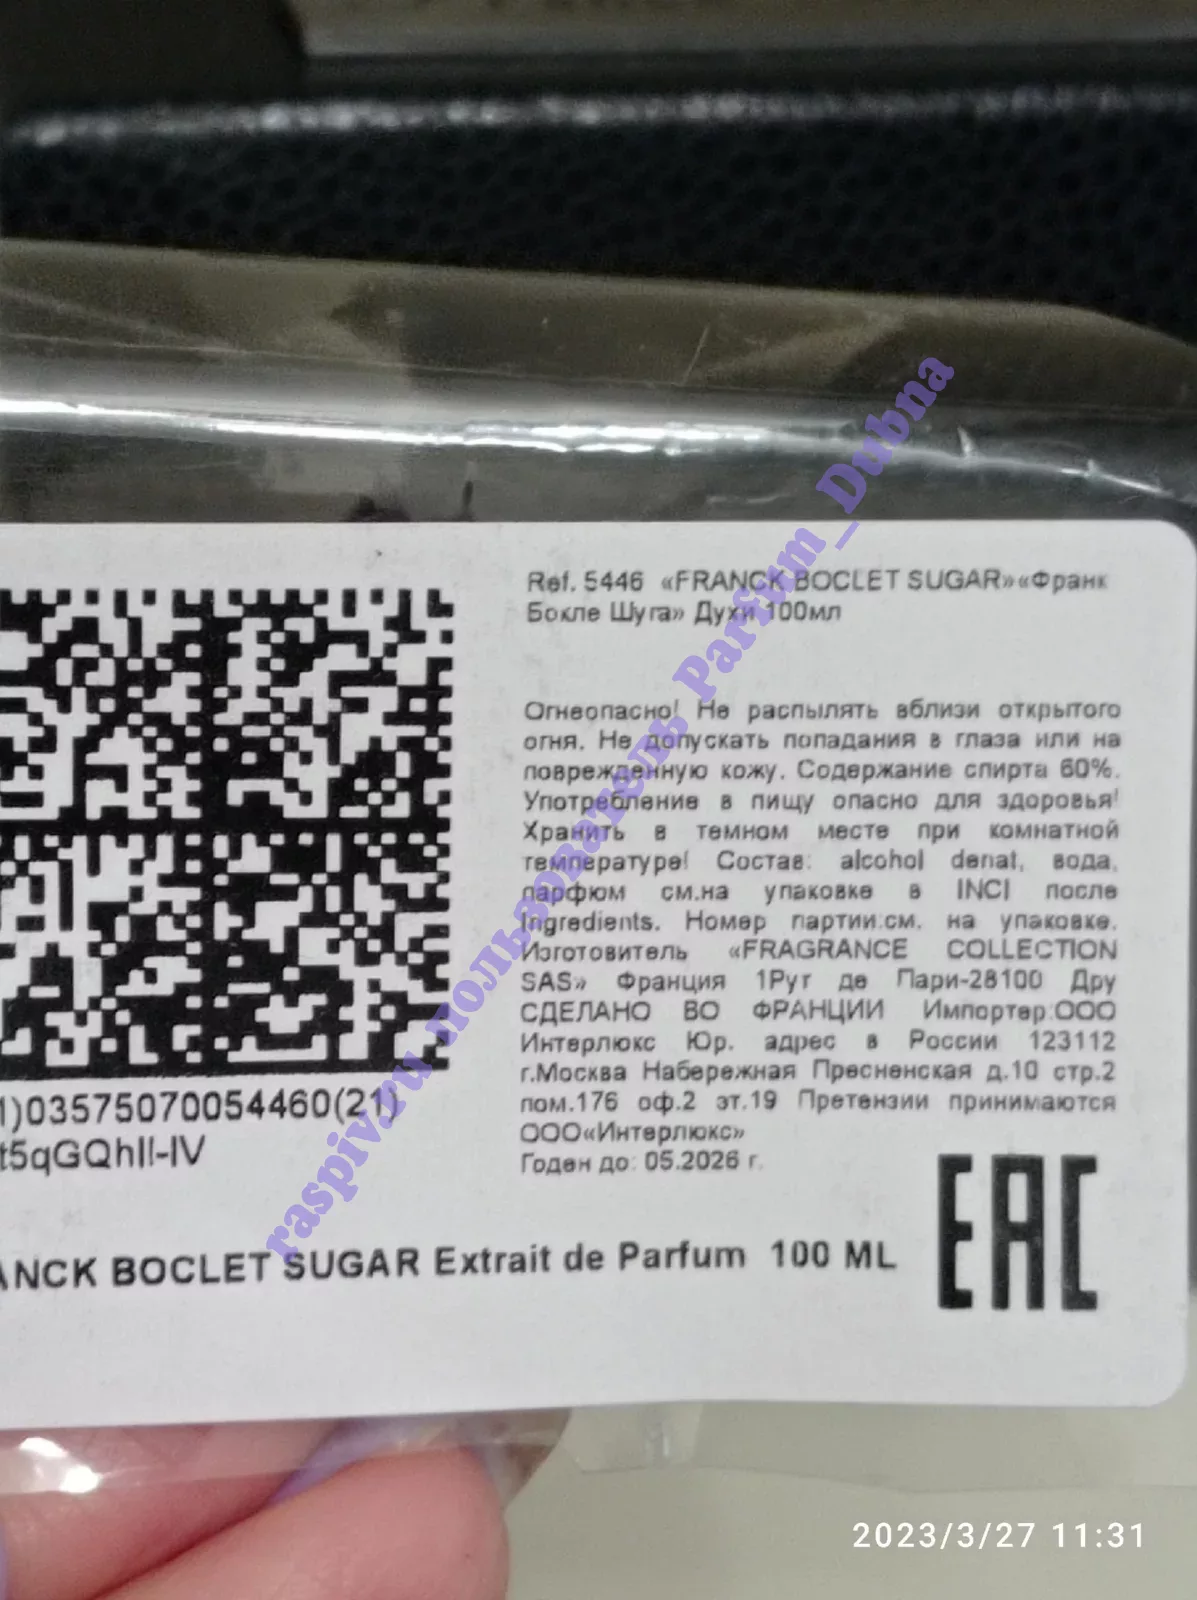 Ref. 5446 «FRANCK BOCLET SUGAR»«Франк
Бокле Шуга» Духи 100мл
Огнеопасно! Не распылять вблизи открытого
огня. Не допускать попадания в глаза или на
поврежденную кожу. Содержание спирта 60%.
Употребление в пищу опасно для здоровья!
Хранить в темном месте при комнатной
температуре! Состав: alcohol denat, вода,
парфюм см.на упаковке в INCI после
Ingredients. Номер партии.см. на упаковке.
Изготовитель «FRAGRANCE COLLECTION
SAS» Франция 1Рут де Пари-28100 Дру
СДЕЛАНО ВО ФРАНЦИИ Импортер:ООО
Интерлюкс Юр. адрес в России 123112
г.Москва Набережная Пресненская д.10 стр.2
пом.176 оф.2 эт.19 Претензии принимаются
ООО«Интерлюкс»
Годен до: 05.2026 г.
1)03575070054460(21)
t5qGQhII-IV
ANCK BOCLET SUGAR Extrait de Parfum 100 ML
EAC
raspiv.ru пользователь Parfum_Dubna
2023/3/27 11:31